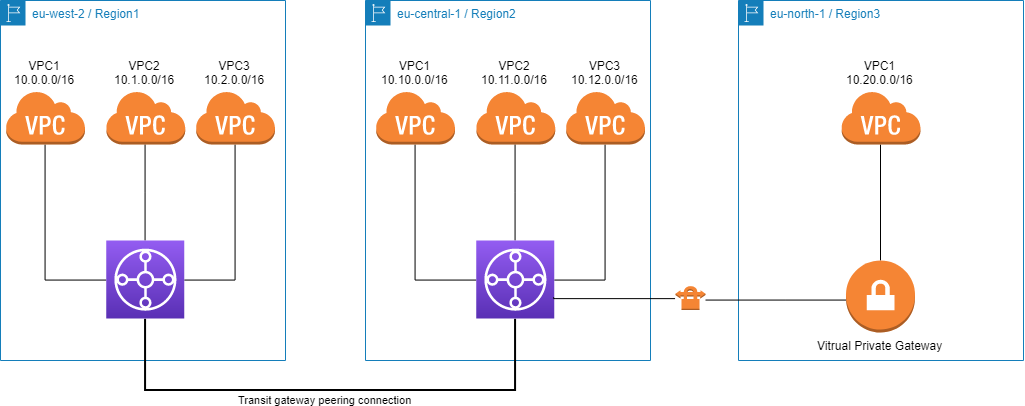 eu-west-2 / Region1
VPC1
10.0.0.0/16
VPC2
10.1.0.0/16
VPC3
10.2.0.0/16
VPC
VPC
VPC
eu-central-1 / Region2
VPC1
10.10.0.0/16
VPC2
10.11.0.0/16
VPC3
10.12.0.0/16
VPC
VPC
VPC
eu-north-1 / Region3
VPC1
10.20.0.0/16
VPC
Vitrual Private Gateway
Transit gateway peering connection